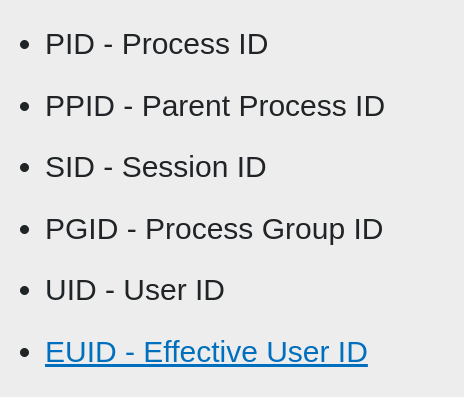 • PID - Process ID
• PPID - Parent Process ID
• SID - Session ID
• PGID - Process Group ID
• UID - User ID
• EUID - Effective User ID